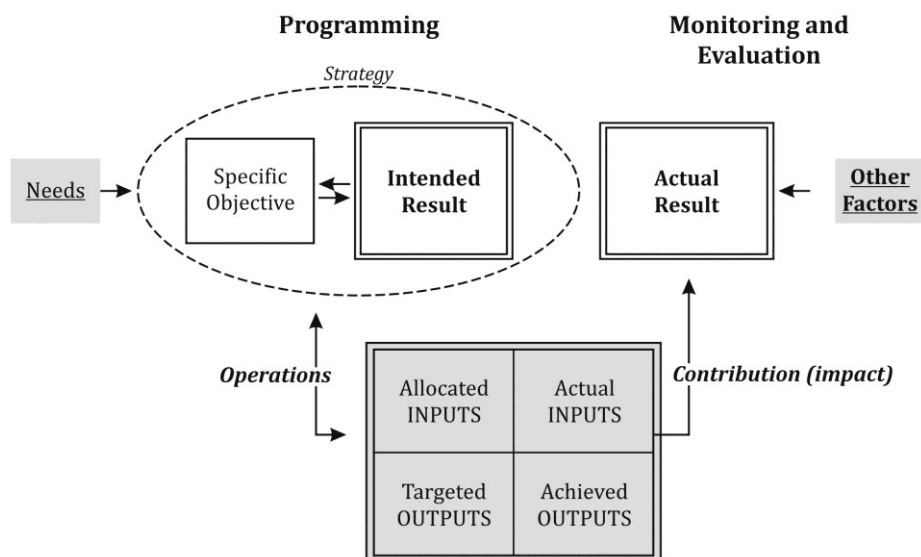 Programming
Monitoring and
Evaluation
Strategy
Needs
Specific
Objective
Intended
Result
Actual
Result
Other
Factors
Operations
Contribution (impact)
Allocated
INPUTS
Actual
INPUTS
Targeted
OUTPUTS
Achieved
OUTPUTS